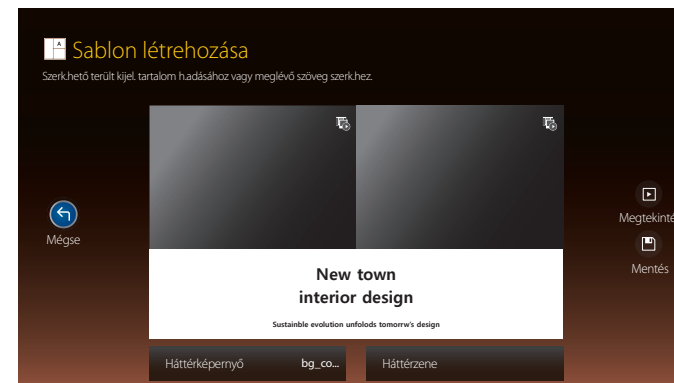 A
Sablon létrehozása
Szerk.hető terült kijel. tartalom h.adásához vagy meglévő szöveg szerk.hez.
Mégse
Megtekinté
Mentés
New town
interior design
Sustainble evolution unfolods tomorrw's design
Háttérképernyő bg_co... Háttérzene